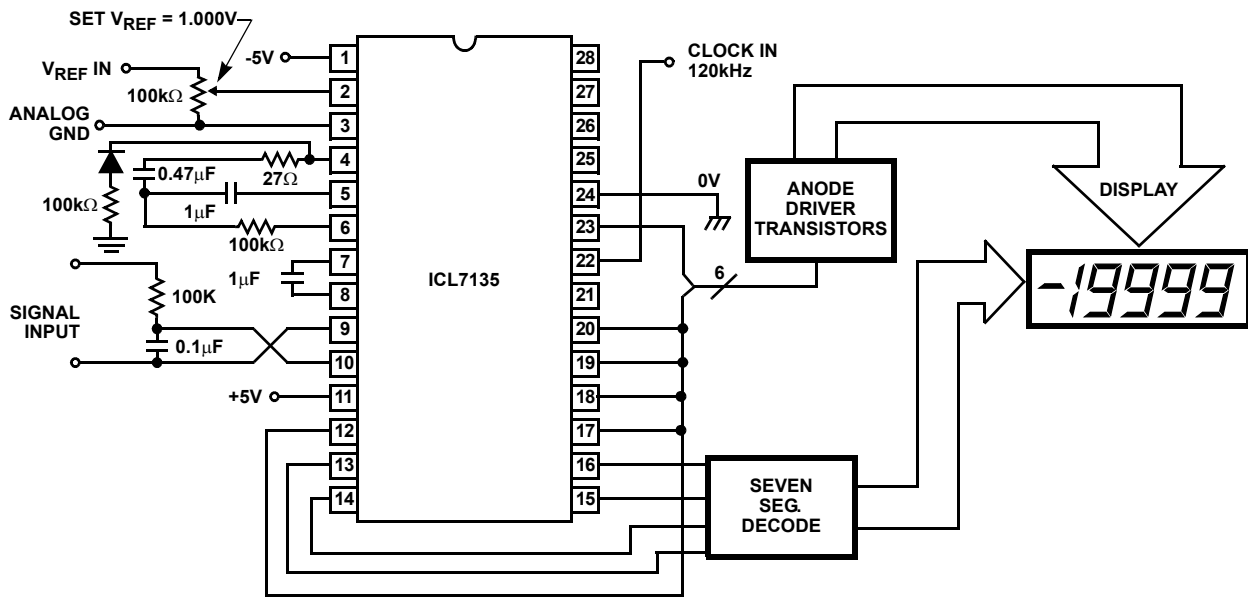 SET VREF = 1.000V
-5V
VREF IN
100kΩ
ANALOG
GND
0.47μF
27Ω
100kΩ
1μF
100kΩ
1μF
100K
SIGNAL
INPUT
0.1μF
+5V
1
2
3
4
5
6
7
8
9
10
11
12
13
14
ICL7135
28
27
26
25
24
23
22
21
20
19
18
17
16
15
CLOCK IN
120kHz
0V
6
ANODE
DRIVER
TRANSISTORS
DISPLAY
-19999
SEVEN
SEG.
DECODE